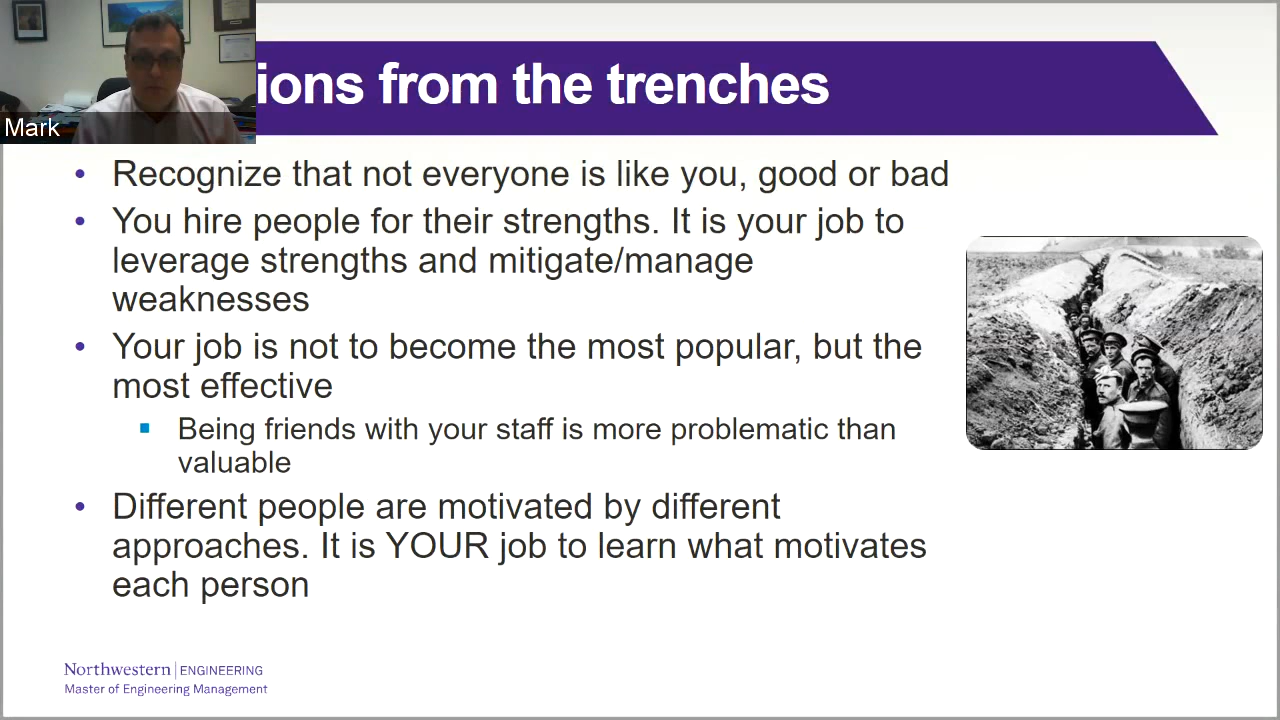 ions from the trenches
Mark
• Recognize that not everyone is like you, good or bad
• You hire people for their strengths. It is your job to
leverage strengths and mitigate/manage
weaknesses
• Your job is not to become the most popular, but the
most effective
▪ Being friends with your staff is more problematic than
valuable
• Different people are motivated by different
approaches. It is YOUR job to learn what motivates
each person
Northwestern | ENGINEERING
Master of Engineering Management